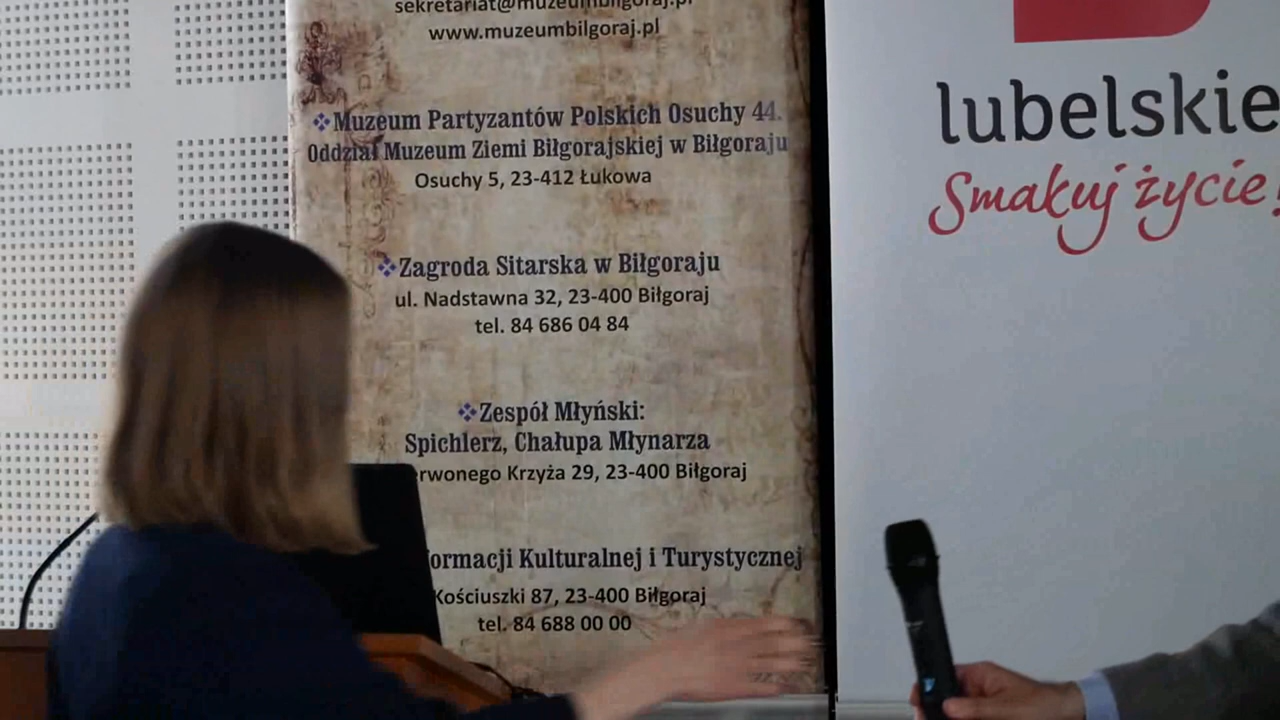 sekretariat@muzeumbilgoraj.pl
www.muzeumbilgoraj.pl
Muzeum Partyzantów Polskich Osuchy 44.
Oddział Muzeum Ziemi Biłgorajskiej w Biłgoraju
Osuchy 5, 23-412 Łukowa
Zagroda Sitarska w Biłgoraju
ul. Nadstawna 32, 23-400 Biłgoraj
tel. 84 686 04 84
Zespół Młyński:
Spichlerz, Chałupa Młynarza
Krzyża 29, 23-400 Biłgoraj
Kulturalnej i Turystycznej
Kościuszki 87, 23-400 Biłgoraj
tel. 84 688 00 00
lubelskie
Smakuj życie!